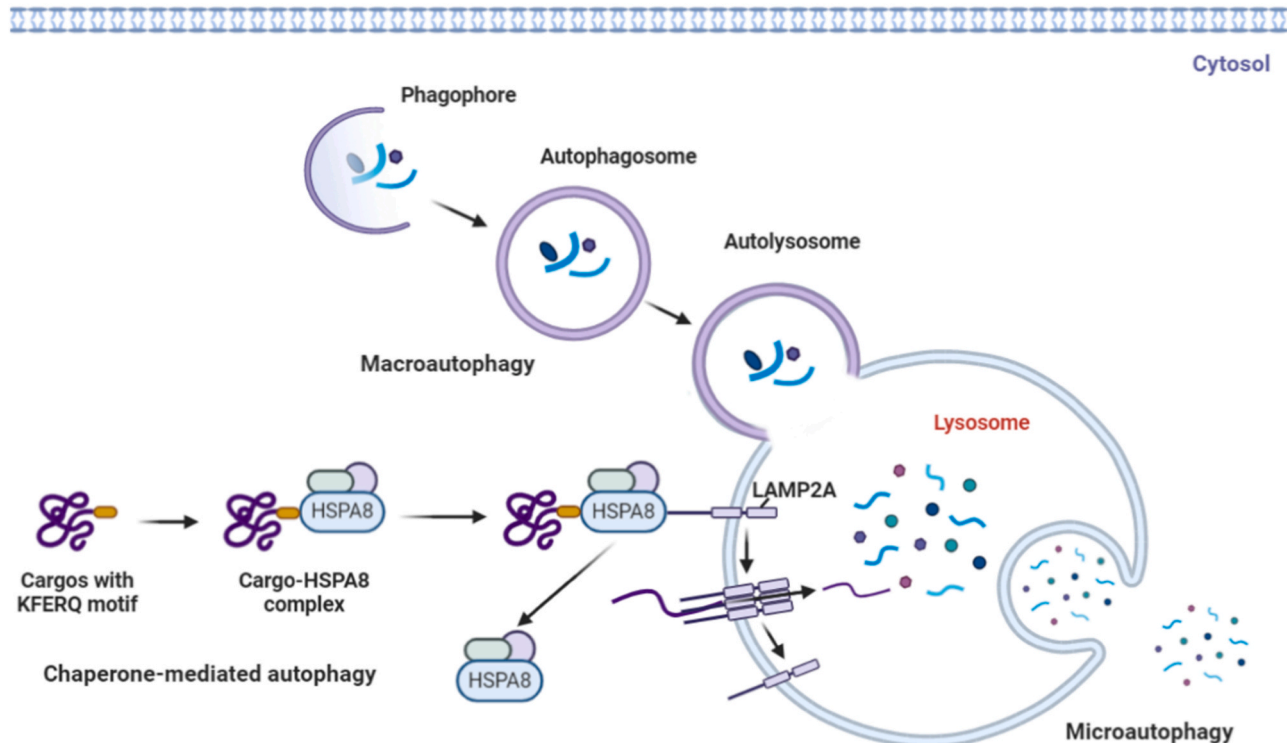 Cytosol
Phagophore
Autophagosome
Autolysosome
Macroautophagy
Lysosome
LAMP2A
HSPA8
HSPA8
Cargos with
KFERQ motif
Cargo-HSPA8
complex
HSPA8
Chaperone-mediated autophagy
Microautophagy